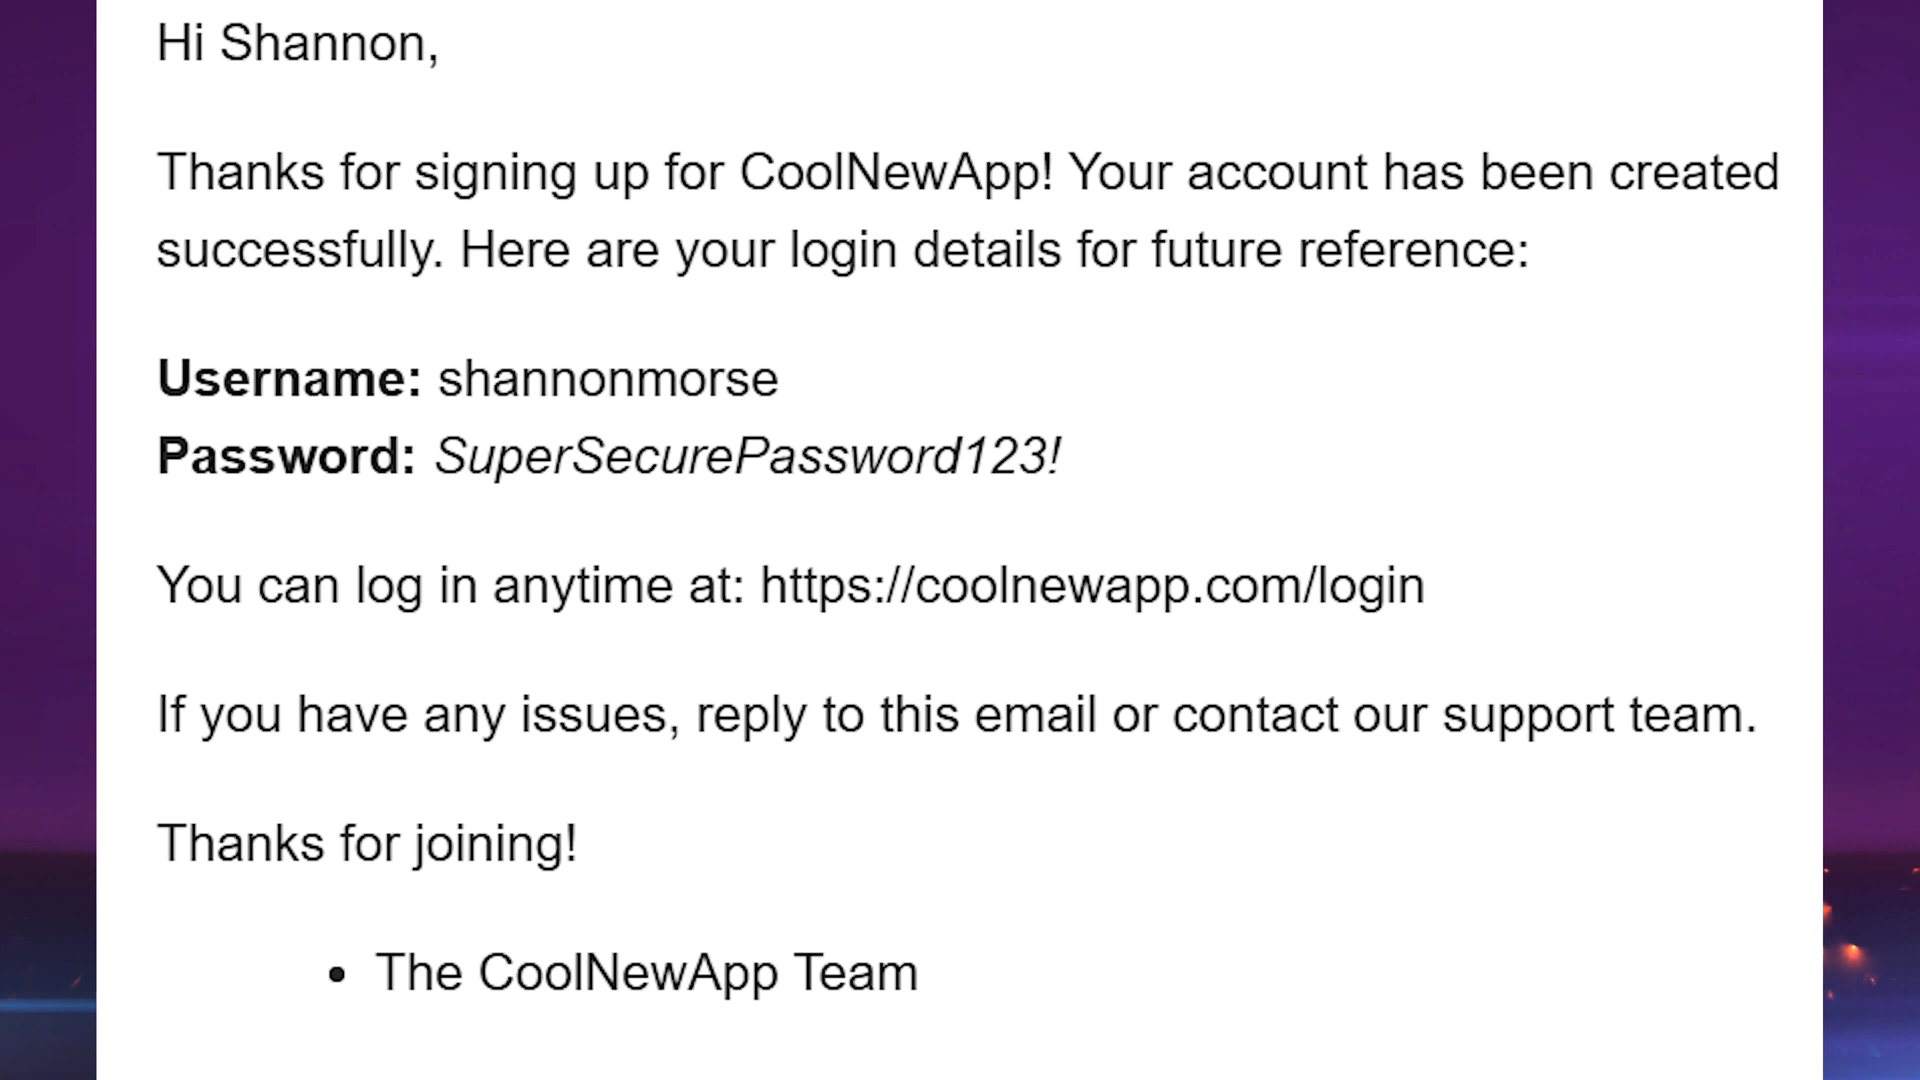 Hi Shannon,
Thanks for signing up for CoolNewApp! Your account has been created
successfully. Here are your login details for future reference:
Username: shannonmorse
Password: SuperSecurePassword123!
You can log in anytime at: https://coolnewapp.com/login
If you have any issues, reply to this email or contact our support team.
Thanks for joining!
• The CoolNewApp Team